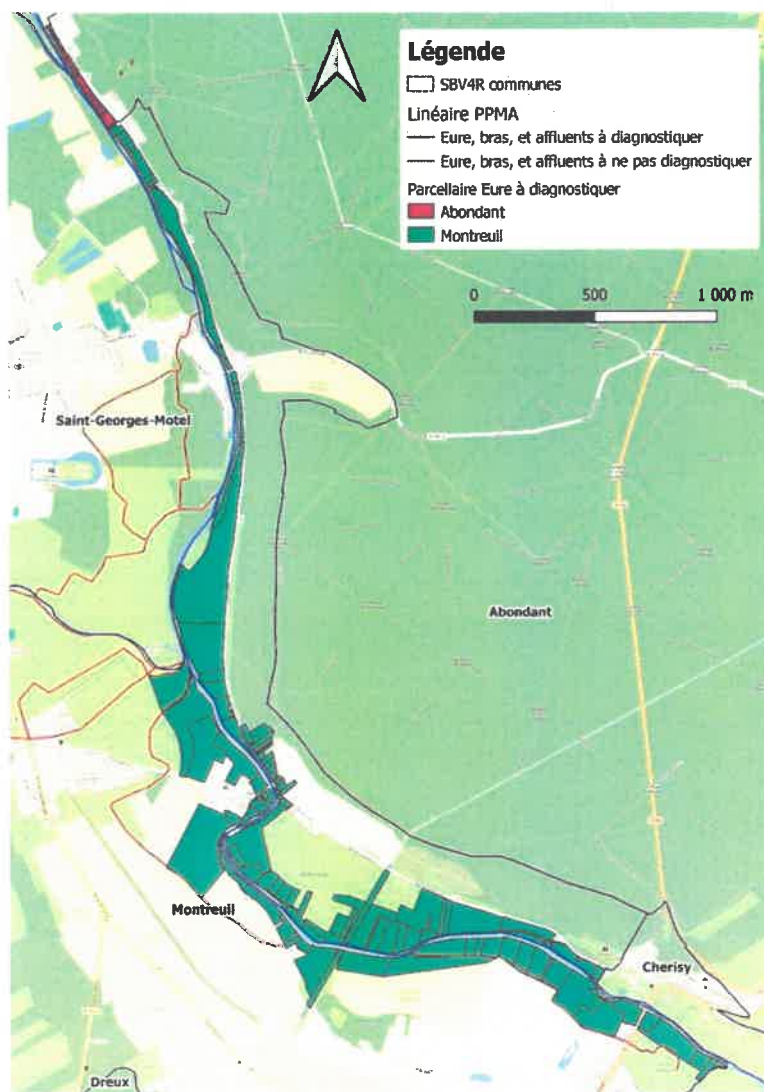 Légende
SBV4R communes
Linéaire PPMA
Eure, bras, et affluents à diagnostiquer
Eure, bras, et affluents à ne pas diagnostiquer
Parcellaire Eure à diagnostiquer
Abondant
Montreuil
0 500 1 000 m
Saint-Georges-Motel
Abondant
Montreuil
Cherisy
Dreux